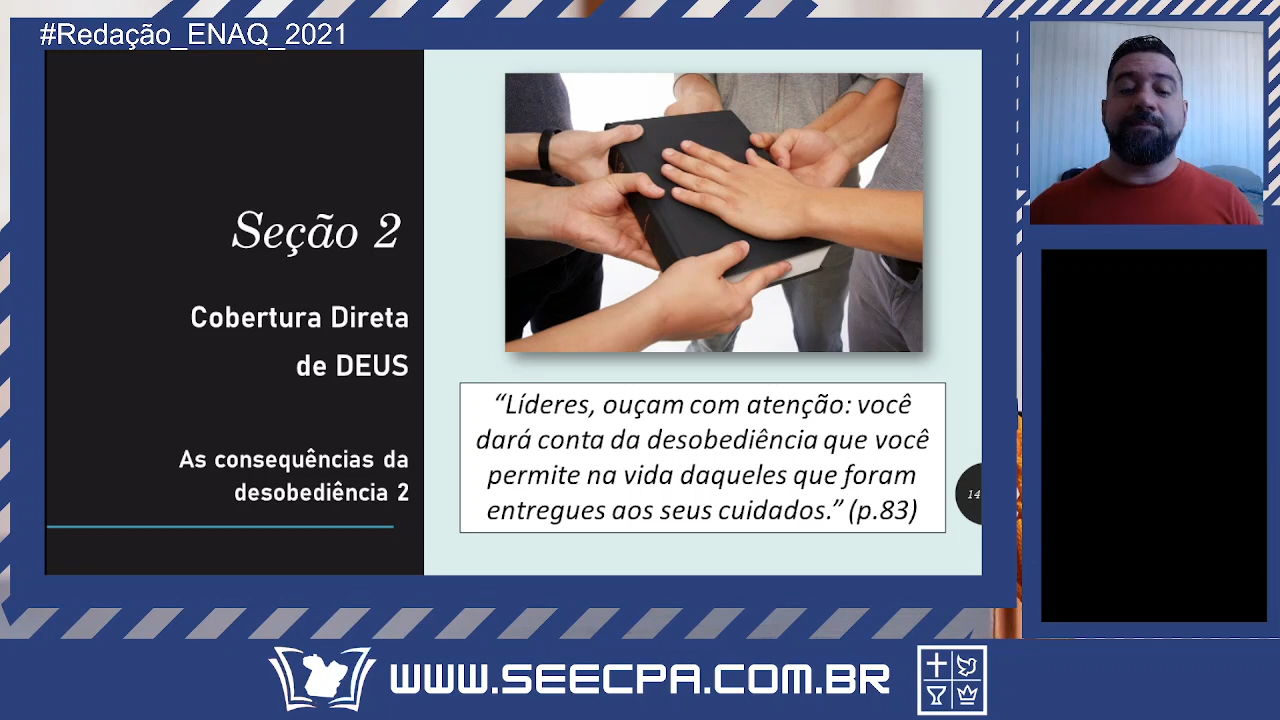 #Redação_ENAQ_2021
Seção 2
Cobertura Direta
de DEUS
As consequências da
desobediência 2
“Líderes, ouçam com atenção: você
dará conta da desobediência que você
permite na vida daqueles que foram
entregues aos seus cuidados.” (p.83)
14
WWW.SEECPA.COM.BR